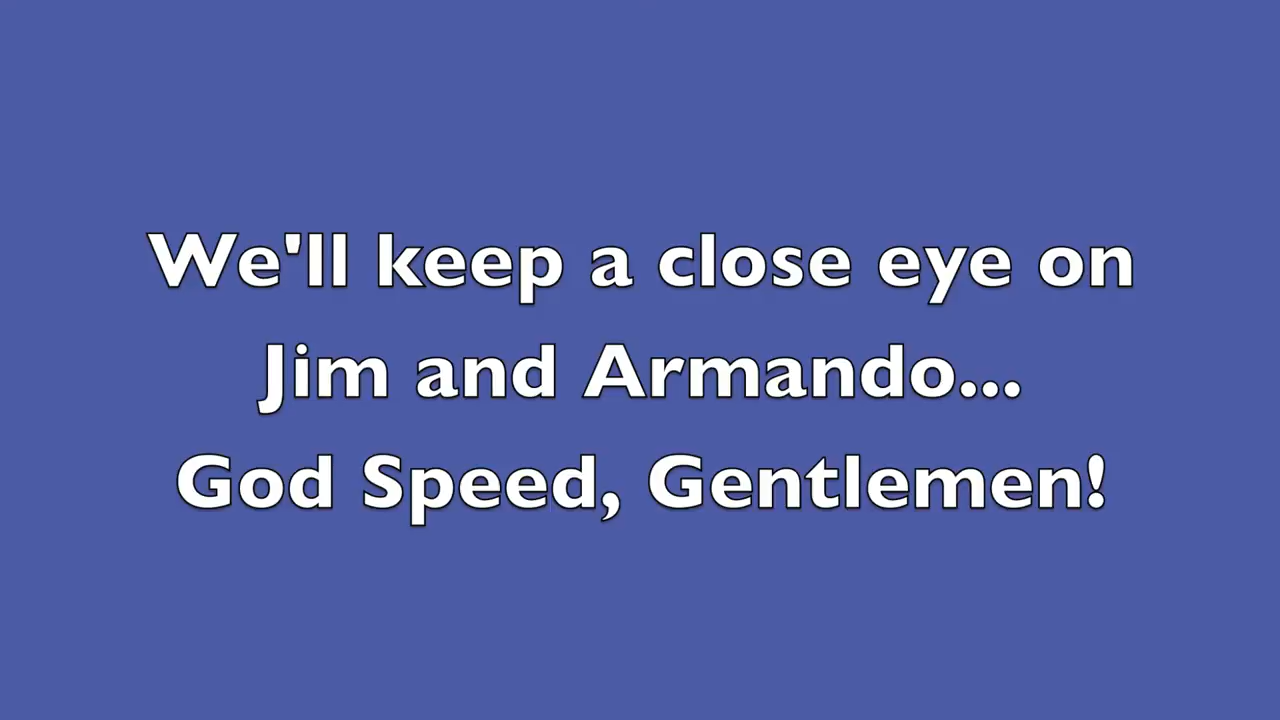 We'll keep a close eye on
Jim and Armando...
God Speed, Gentlemen!